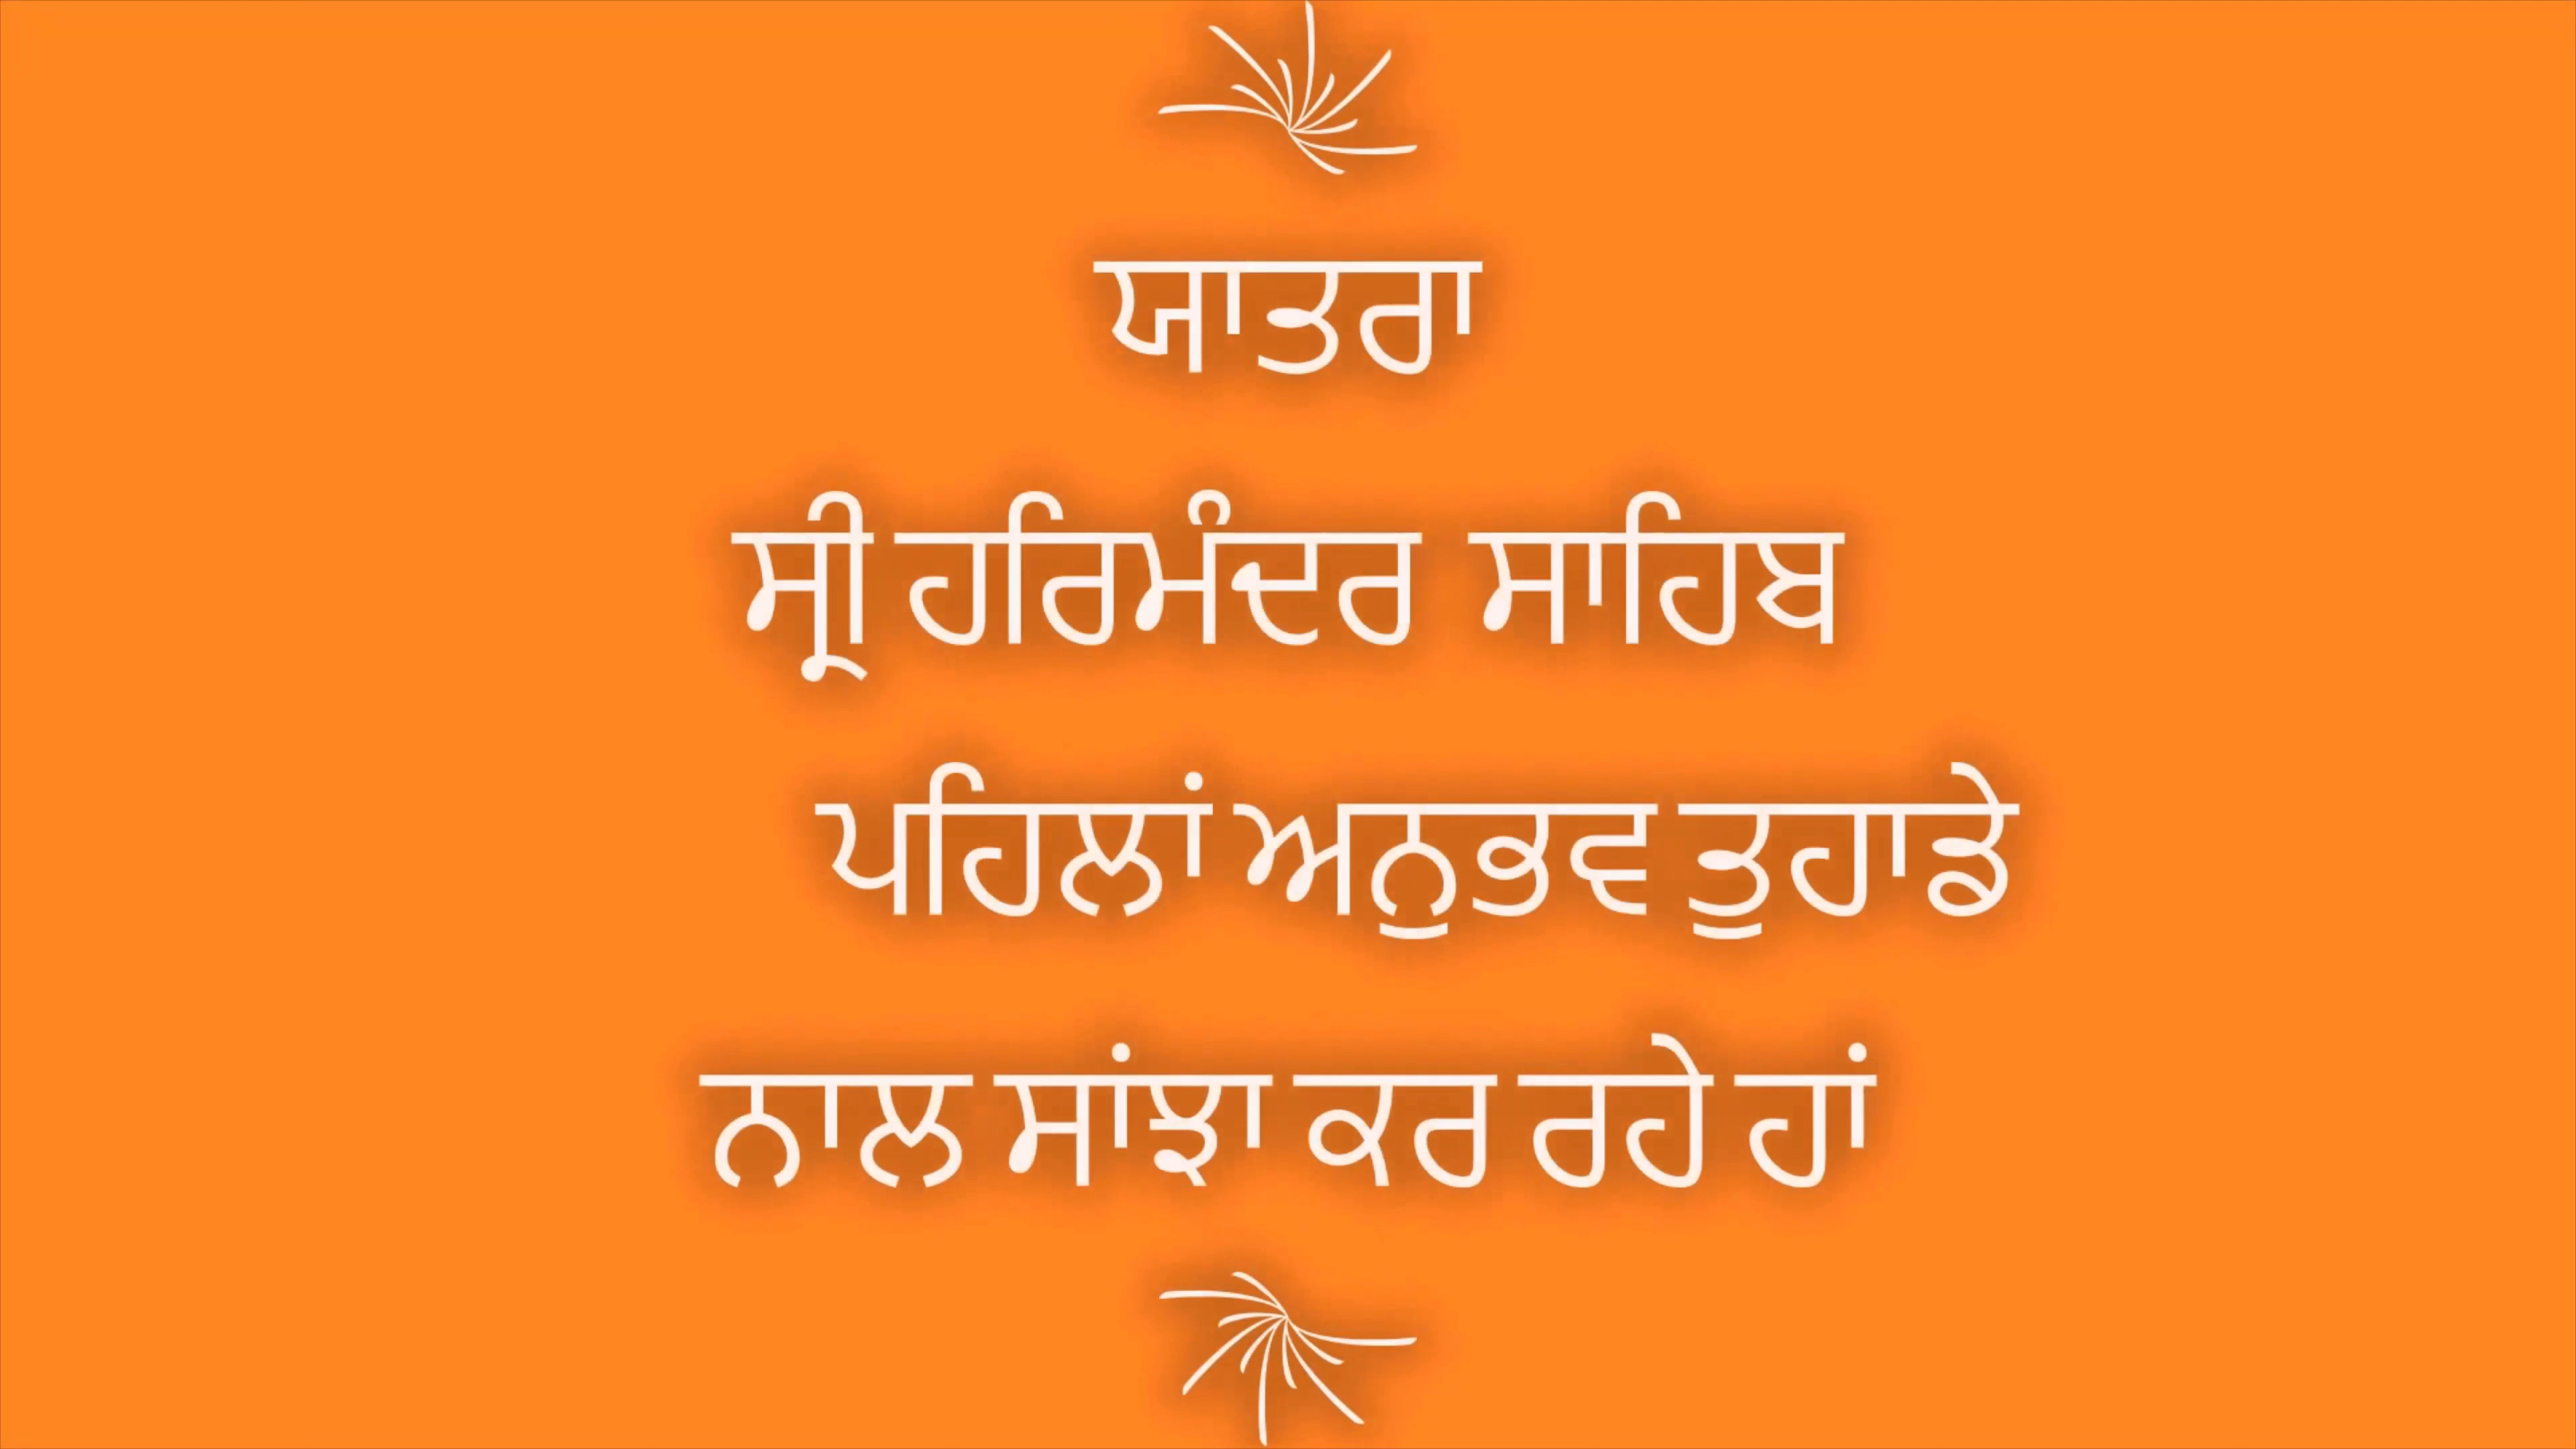 ਯਾਤਰਾ
ਸ੍ਰੀ ਹਰਿਮੰਦਰ ਸਾਹਿਬ
ਪਹਿਲਾਂ ਅਨੁਭਵ ਤੁਹਾਡੇ
ਨਾਲ ਸਾਂਝਾ ਕਰ ਰਹੇ ਹਾਂ